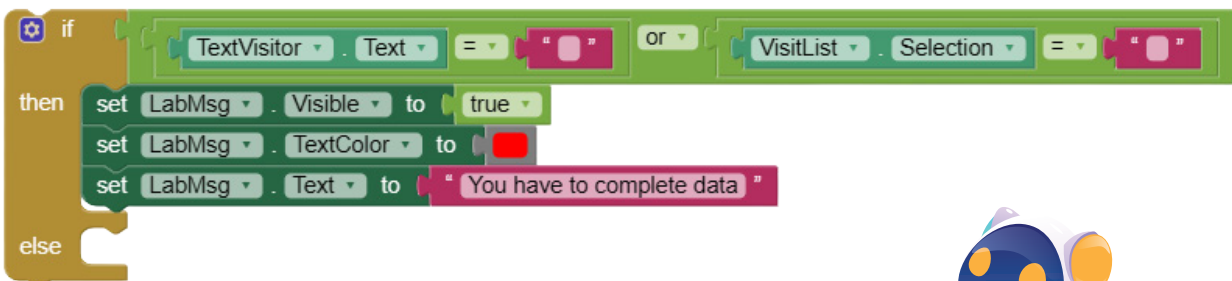 if TextVisitor . Text = " " or VisitList . Selection = " "
then set LabMsg . Visible to true
set LabMsg . TextColor to
set LabMsg . Text to " You have to complete data "
else